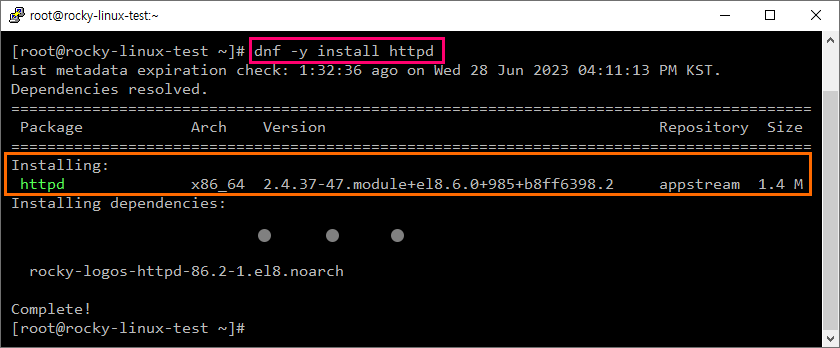 root@rocky-linux-test:~
[root@rocky-linux-test ~]# dnf -y install httpd
Last metadata expiration check: 1:32:36 ago on Wed 28 Jun 2023 04:11:13 PM KST.
Dependencies resolved.
================================================================================
Package Arch Version Repository Size
================================================================================
Installing:
httpd x86_64 2.4.37-47.module+el8.6.0+985+b8ff6398.2 appstream 1.4 M
Installing dependencies:
rocky-logos-httpd-86.2-1.el8.noarch
Complete!
[root@rocky-linux-test ~]#